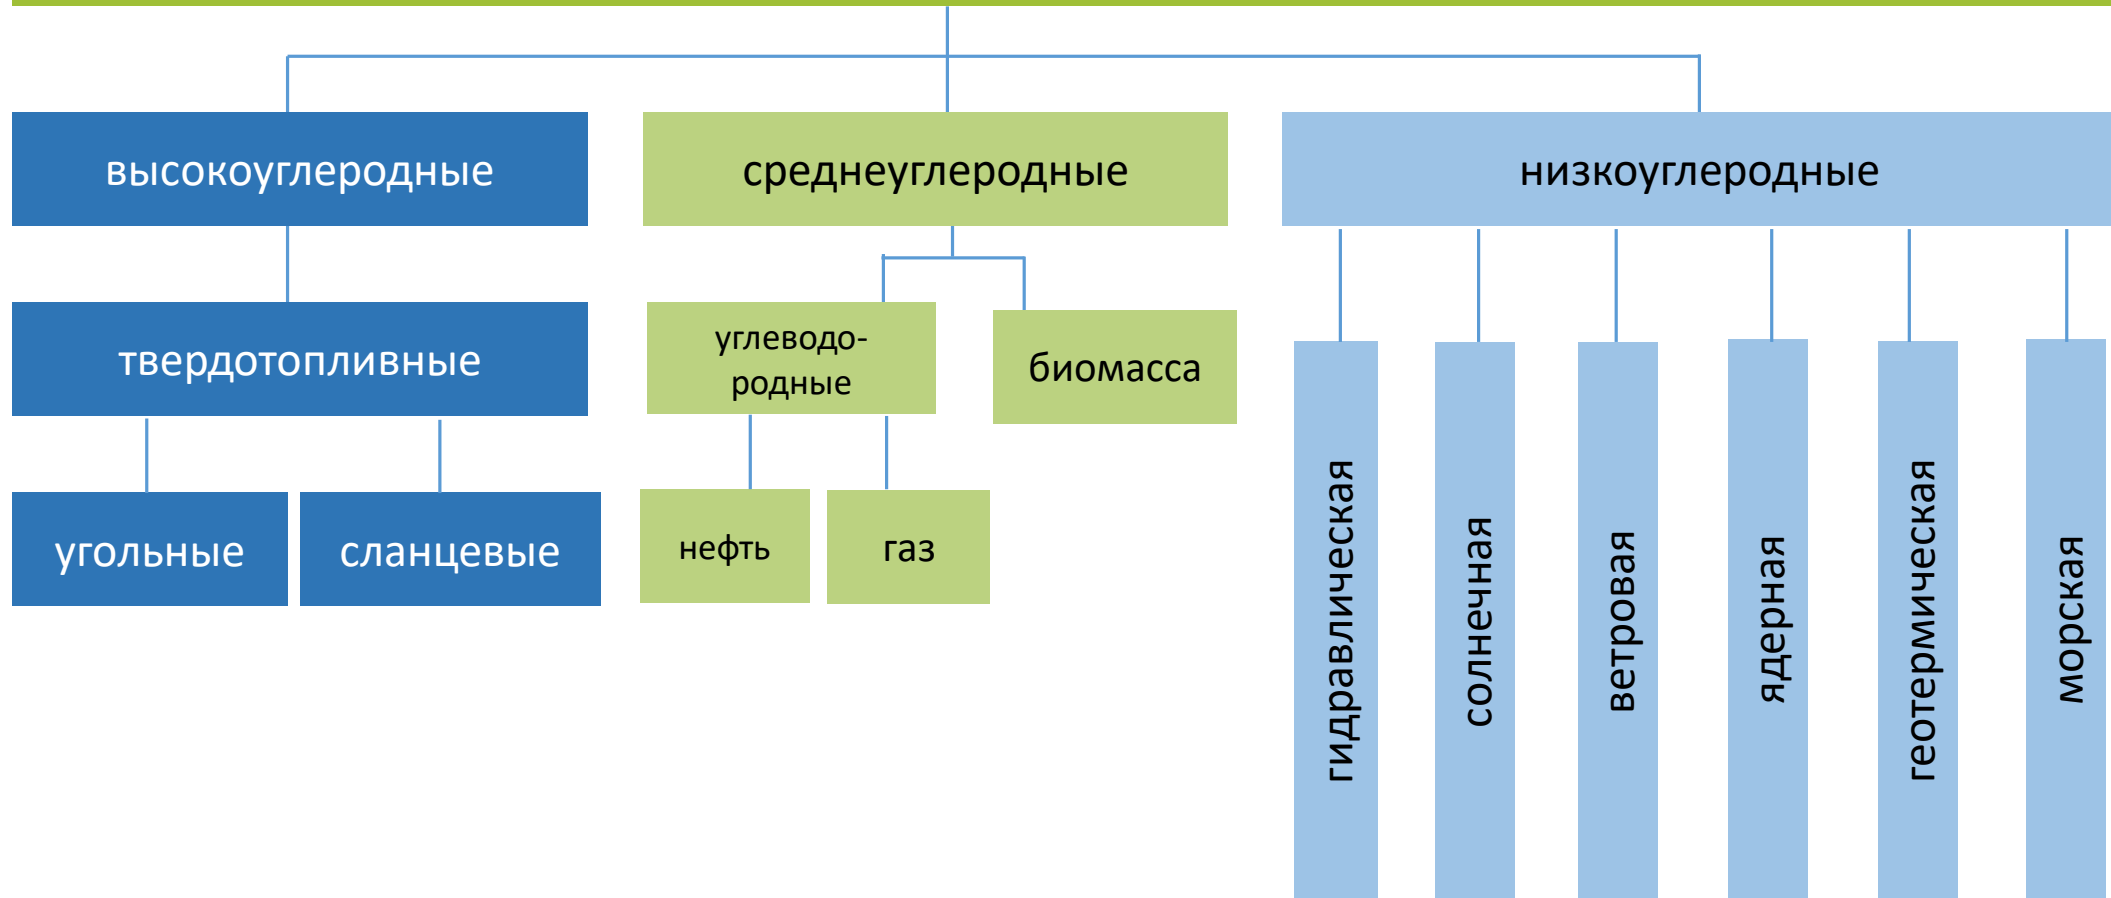 высокоуглеродные
среднеуглеродные
низкоуглеродные
твердотопливные
углеводо-
родные
биомасса
угольные
сланцевые
нефть
газ
гидравлическая
солнечная
ветровая
ядерная
геотермическая
морская